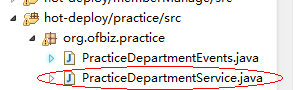 hot-deploy/memberManage/src
hot-deploy/practice/src
org.ofbiz.practice
PracticeDepartmentEvents.java
PracticeDepartmentService.java